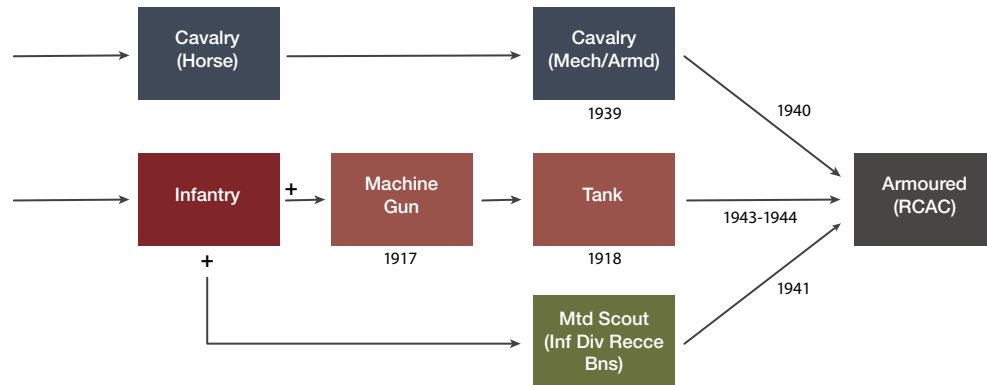 Cavalry
(Horse)
Cavalry
(Mech/Armd)
1939
1940
Infantry
+
Machine
Gun
1917
Tank
1918
1943-1944
Armoured
(RCAC)
+
1941
Mtd Scout
(Inf Div Recce
Bns)